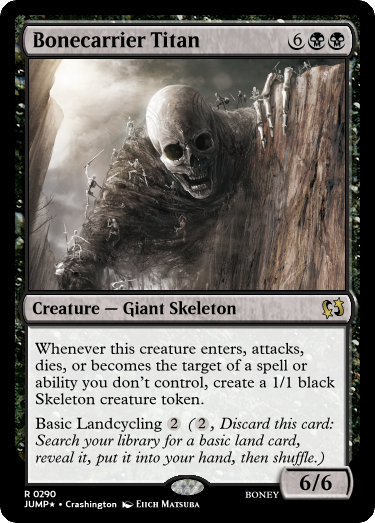 Bonecarrier Titan 6
Creature — Giant Skeleton
Whenever this creature enters, attacks,
dies, or becomes the target of a spell or
ability you don't control, create a 1/1 black
Skeleton creature token.
Basic Landcycling 2 (2, Discard this card:
Search your library for a basic land card,
reveal it, put it into your hand, then shuffle.)
6/6
R 0290
JUMP★ • Crashington Eiichi Matsuba
BONEY